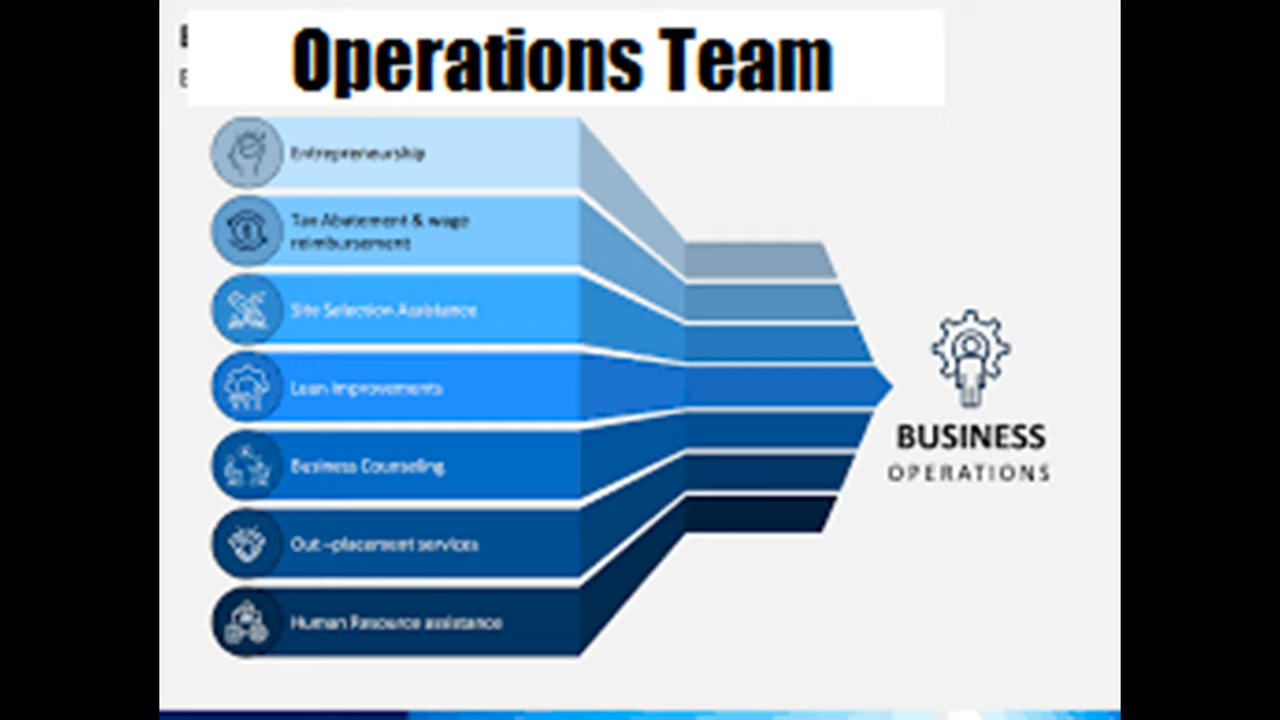 Operations Team
Entrepreneurship
Tax Abatement & wage
reimbursement
Site Selection Assistance
Lean Improvements
Business Counseling
Out -placement services
Human Resource assistance
BUSINESS
OPERATIONS